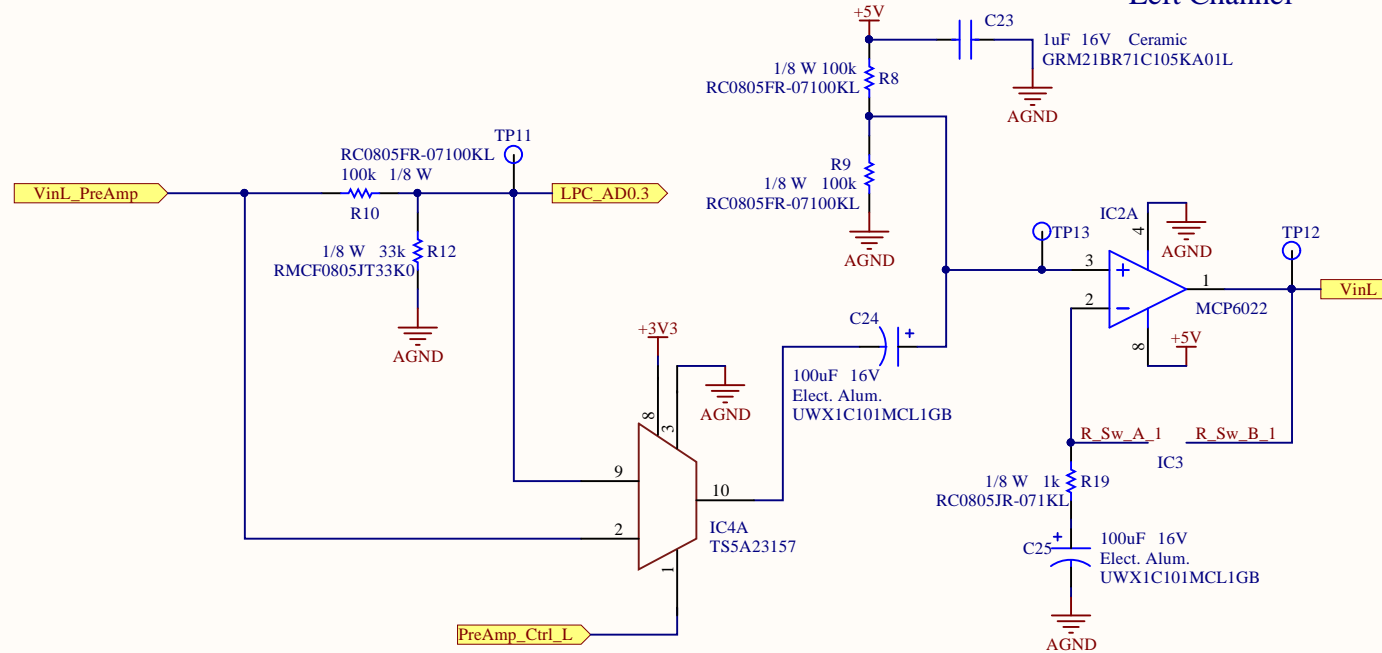 Left Channel
+5V
C23
1uF 16V Ceramic
GRM21BR71C105KA01L
AGND
1/8 W 100k
R8
RC0805FR-07100KL
TP11
RC0805FR-07100KL
100k 1/8 W
VinL_PreAmp
R10
LPC_AD0.3
R9
1/8 W 100k
RC0805FR-07100KL
AGND
1/8 W 33k
R12
RMCF0805JT33K0
AGND
IC2A
4
AGND
TP13
TP12
3
2
1
VinL
MCP6022
8
+5V
+3V3
C24
100uF 16V
Elect. Alum.
UWX1C101MCL1GB
AGND
8
3
9
10
2
IC4A
TS5A23157
1
PreAmp_Ctrl_L
R_Sw_A_1
R_Sw_B_1
IC3
1/8 W 1k
R19
RC0805JR-071KL
C25
100uF 16V
Elect. Alum.
UWX1C101MCL1GB
AGND